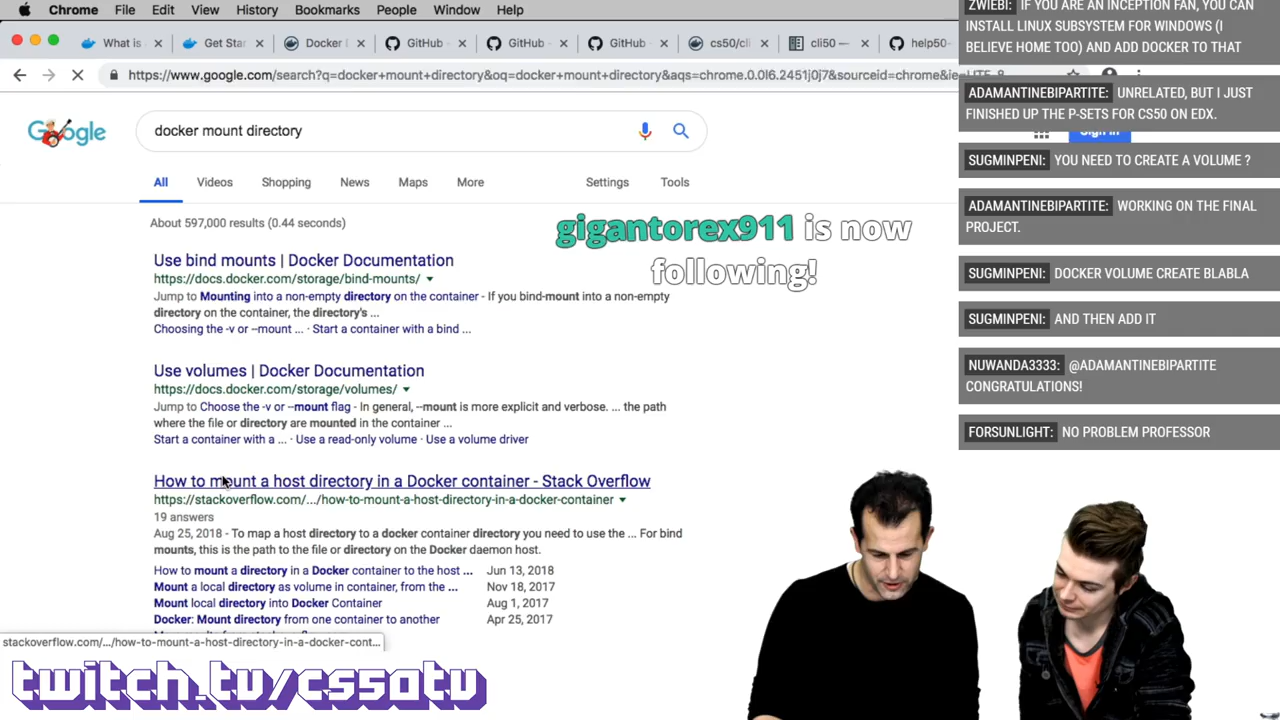 Chrome File Edit View History Bookmarks People Window Help
What is
Get Star
Docker
GitHub -
GitHub -
GitHub -
cs50/cli
cli50 —
help50-
https://www.google.com/search?q=docker+mount+directory&oq=docker+mount+directory&aqs=chrome.0.0l6.2451j0j7&sourceid=chrome&ie=UTF-8
Google
docker mount directory
Sign in
All Videos Shopping News Maps More Settings Tools
About 597,000 results (0.44 seconds)
Use bind mounts | Docker Documentation
https://docs.docker.com/storage/bind-mounts/
Jump to Mounting into a non-empty directory on the container - If you bind-mount into a non-empty
directory on the container, the directory's ...
Choosing the -v or --mount ... · Start a container with a bind ...
Use volumes | Docker Documentation
https://docs.docker.com/storage/volumes/
Jump to Choose the -v or --mount flag - In general, --mount is more explicit and verbose. ... the path
where the file or directory are mounted in the container ...
Start a container with a ... · Use a read-only volume · Use a volume driver
How to mount a host directory in a Docker container - Stack Overflow
https://stackoverflow.com/.../how-to-mount-a-host-directory-in-a-docker-container
19 answers
Aug 25, 2018 - To map a host directory to a docker container directory you need to use the ... For bind
mounts, this is the path to the file or directory on the Docker daemon host.
How to mount a directory in a Docker container to the host ... Jun 13, 2018
Mount a local directory as volume in container, from the ... Nov 18, 2017
Mount local directory into Docker Container Aug 1, 2017
Docker: Mount directory from one container to another Apr 25, 2017
stackoverflow.com/.../how-to-mount-a-host-directory-in-a-docker-cont...
gigantorex911 is now
following!
ZWIEBI: IF YOU ARE AN INCEPTION FAN, YOU CAN
INSTALL LINUX SUBSYSTEM FOR WINDOWS (I
BELIEVE HOME TOO) AND ADD DOCKER TO THAT
ADAMANTINEBIPARTITE: UNRELATED, BUT I JUST
FINISHED UP THE P-SETS FOR CS50 ON EDX.
SUGMINPENI: YOU NEED TO CREATE A VOLUME ?
ADAMANTINEBIPARTITE: WORKING ON THE FINAL
PROJECT.
SUGMINPENI: DOCKER VOLUME CREATE BLABLA
SUGMINPENI: AND THEN ADD IT
NUWANDA3333: @ADAMANTINEBIPARTITE
CONGRATULATIONS!
FORSUNLIGHT: NO PROBLEM PROFESSOR
twitch.tv/cs50tv